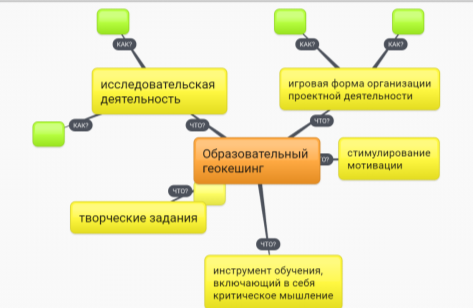 КАК?
КАК?
КАК?
исследовательская
деятельность
игровая форма организации
проектной деятельности
КАК?
ЧТО?
ЧТО?
Образовательный
геокешинг
ТО?
стимулирование
мотивации
ЧТО?
творческие задания
ЧТО?
инструмент обучения,
включающий в себя
критическое мышление